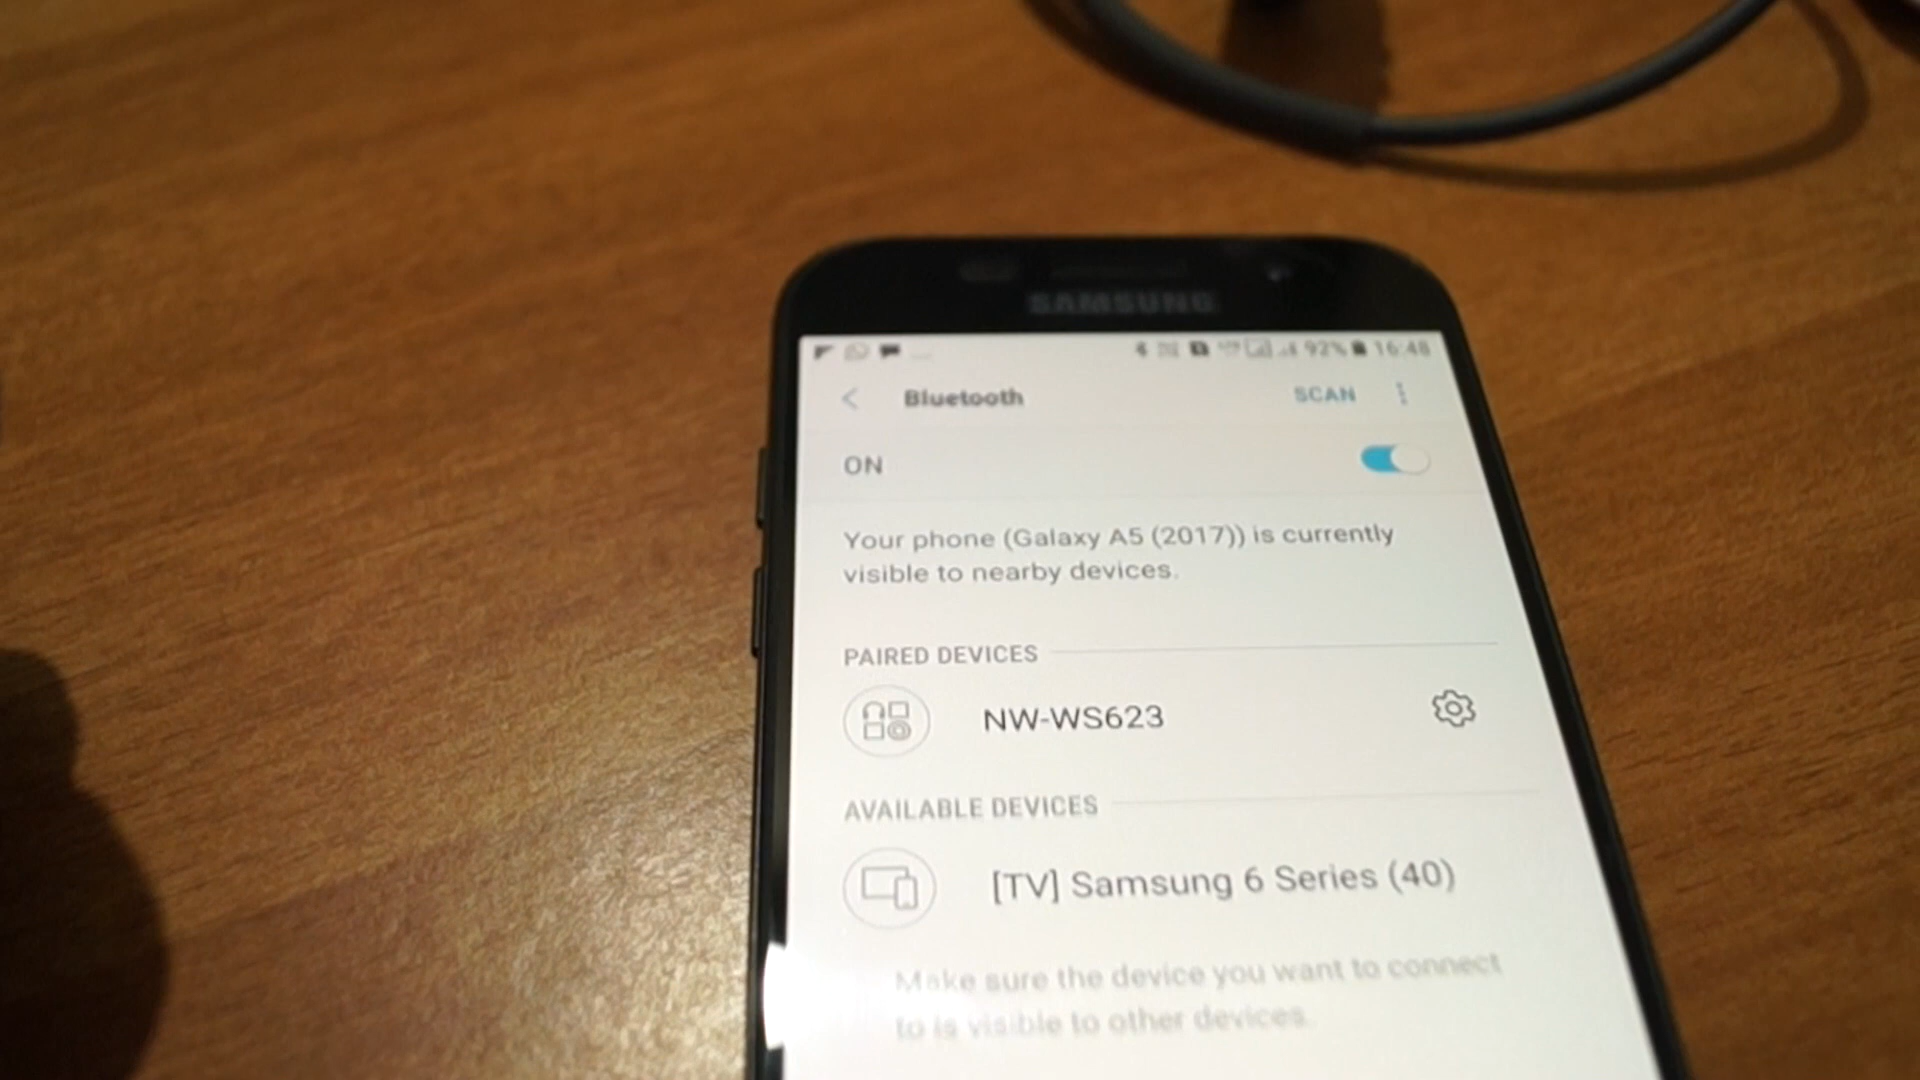 SAMSUNG
92% 16:48
Bluetooth SCAN
ON
Your phone (Galaxy A5 (2017)) is currently
visible to nearby devices.
PAIRED DEVICES
NW-WS623
AVAILABLE DEVICES
[TV] Samsung 6 Series (40)
Make sure the device you want to connect
to is visible to other devices.